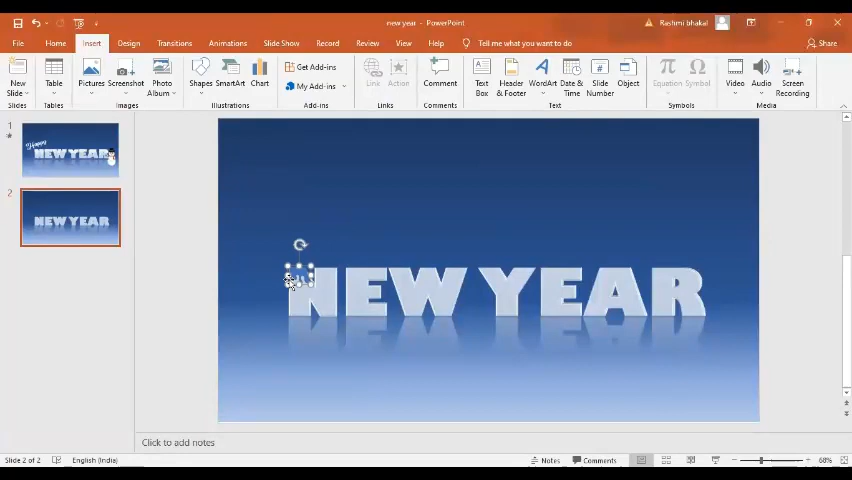 new year - PowerPoint
Rashmi bhakal
File Home Insert Design Transitions Animations Slide Show Record Review View Help Tell me what you want to do Share
New Slide Table Pictures Screenshot Photo Album Shapes SmartArt Chart Get Add-ins My Add-ins Link Action Comment Text Box Header & Footer WordArt Date & Time Slide Number Object Equation Symbol Video Audio Screen Recording
Slides Tables Images Illustrations Add-ins Links Comments Text Symbols Media
1
Happy
NEW YEAR
2
NEW YEAR
NEW YEAR
Click to add notes
Slide 2 of 2 English (India) Notes Comments 68%